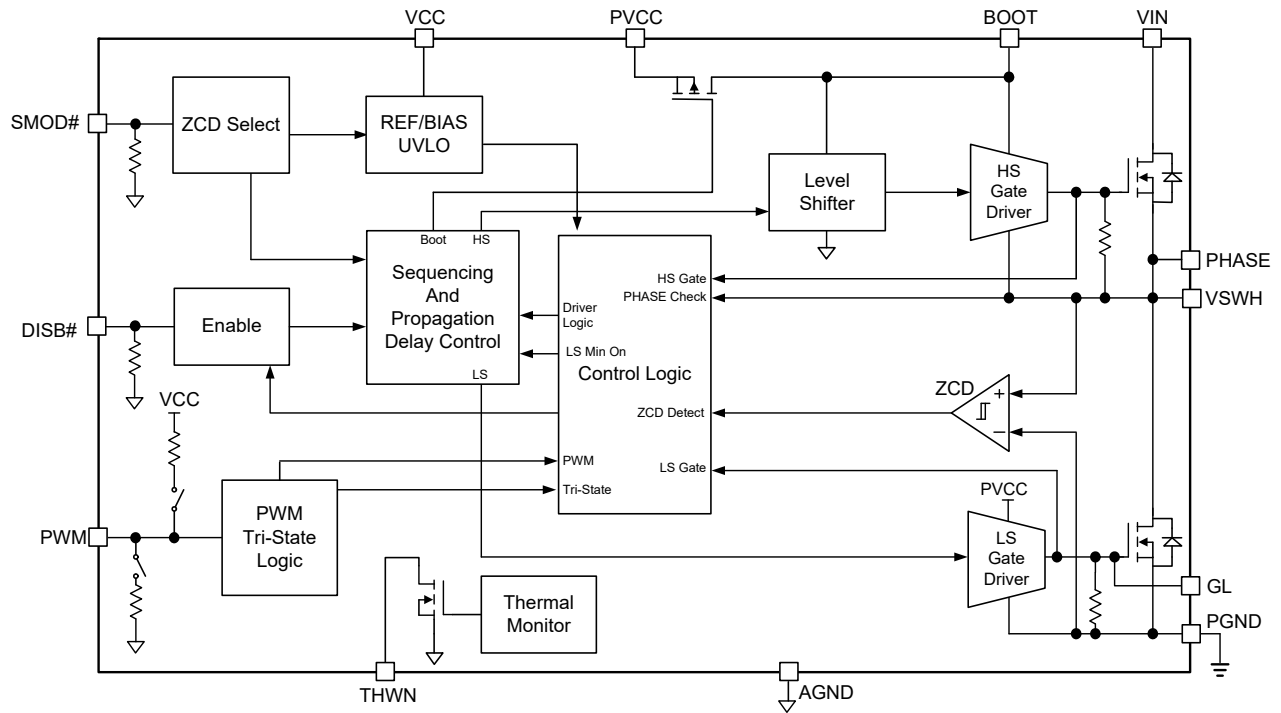 VCC
PVCC
BOOT
VIN
SMOD#
ZCD Select
REF/BIAS
UVLO
Level
Shifter
HS
Gate
Driver
Boot
HS
Sequencing
And
Propagation
Delay Control
LS
HS Gate
PHASE Check
Driver
Logic
LS Min On
Control Logic
ZCD Detect
LS Gate
PWM
Tri-State
PHASE
VSWH
DISB#
Enable
ZCD
+
−
VCC
PWM
PWM
Tri-State
Logic
PVCC
LS
Gate
Driver
GL
PGND
Thermal
Monitor
THWN
AGND